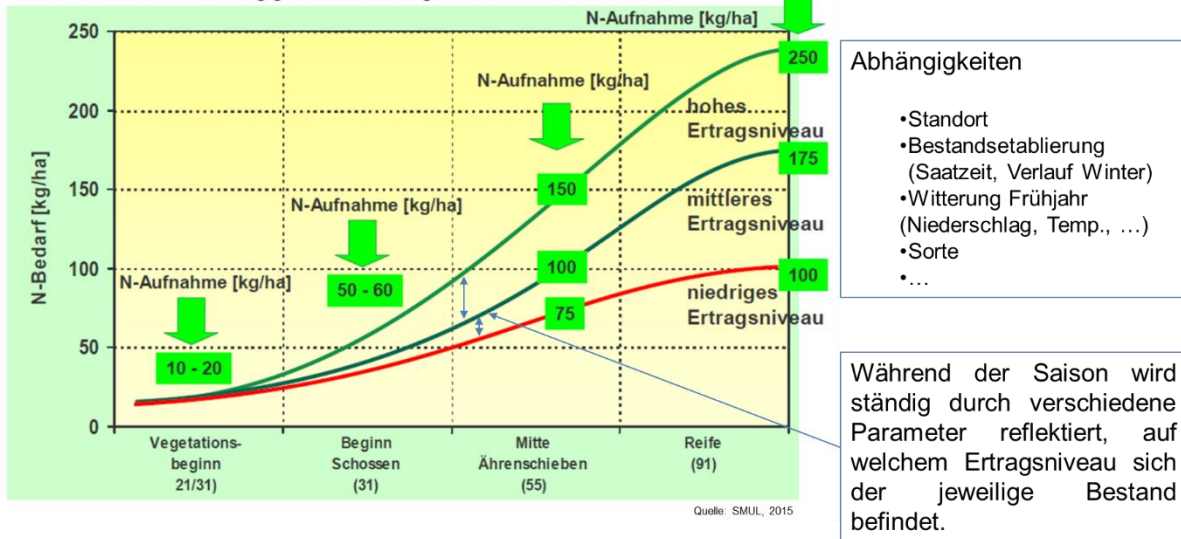 N-Aufnahme [kg/ha]
250
N-Aufnahme [kg/ha]
N-Aufnahme [kg/ha]
N-Aufnahme [kg/ha]
10 - 20
50 - 60
150
100
75
250
175
100
hohes
Ertragsniveau
mittleres
Ertragsniveau
niedriges
Ertragsniveau
N-Bedarf [kg/ha]
200
150
100
50
0
Vegetations-
beginn
21/31)
Beginn
Schossen
(31)
Mitte
Ährenschieben
(55)
Reife
(91)
Quelle: SMUL, 2015
Abhängigkeiten
•Standort
•Bestandsetablierung
(Saatzeit, Verlauf Winter)
•Witterung Frühjahr
(Niederschlag, Temp., …)
•Sorte
•…
Während der Saison wird
ständig durch verschiedene
Parameter reflektiert, auf
welchem Ertragsniveau sich
der jeweilige Bestand
befindet.